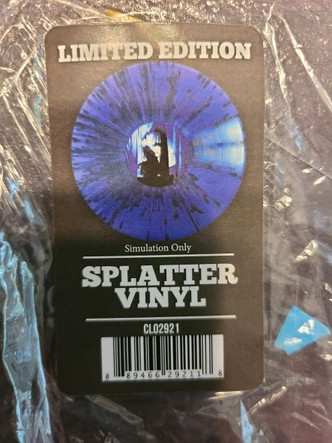 LIMITED EDITION
Simulation Only
SPLATTER
VINYL
CLO2921
8 89466 29211 8